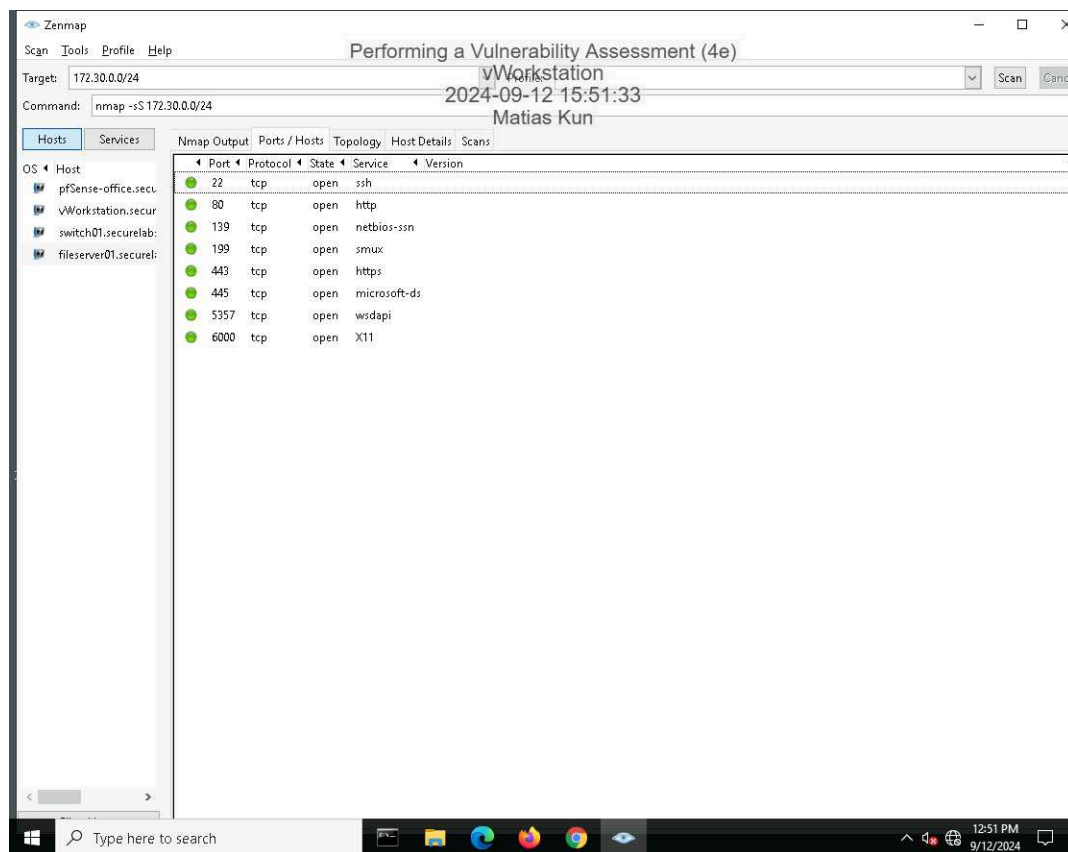 Zenmap
Scan Tools Profile Help
Performing a Vulnerability Assessment (4e)
vWorkstation
2024-09-12 15:51:33
Matias Kun
Target: 172.30.0.0/24 Profile: Scan Canc
Command: nmap -sS 172.30.0.0/24
Hosts Services
Nmap Output Ports / Hosts Topology Host Details Scans
OS Host
pfSense-office.secu
vWorkstation.secur
switch01.securelab:
fileserver01.securel
Port Protocol State Service Version
22 tcp open ssh
80 tcp open http
139 tcp open netbios-ssn
199 tcp open smux
443 tcp open https
445 tcp open microsoft-ds
5357 tcp open wsdapi
6000 tcp open X11
Type here to search
12:51 PM
9/12/2024